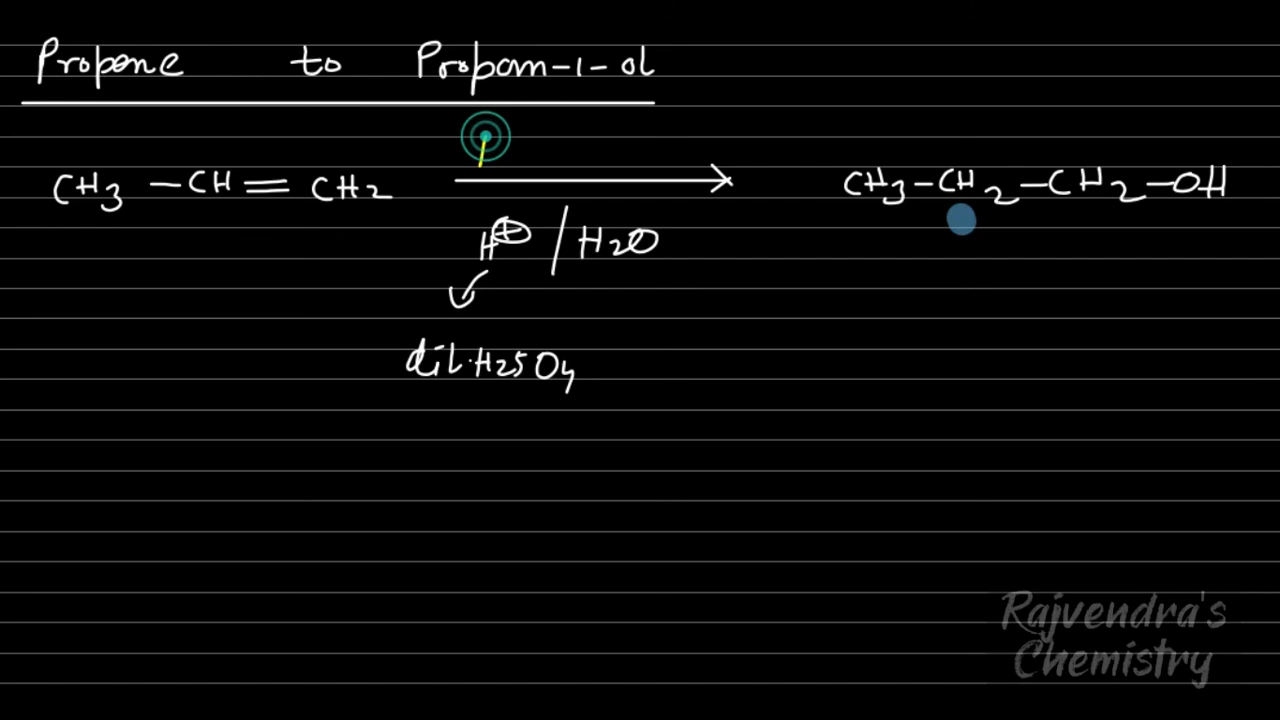 Propene to Propan-1-ol
CH3 - CH = CH2 → CH3 - CH2 - CH2 - OH
H⊕ / H2O
dil. H2SO4
Rajvendra's
Chemistry